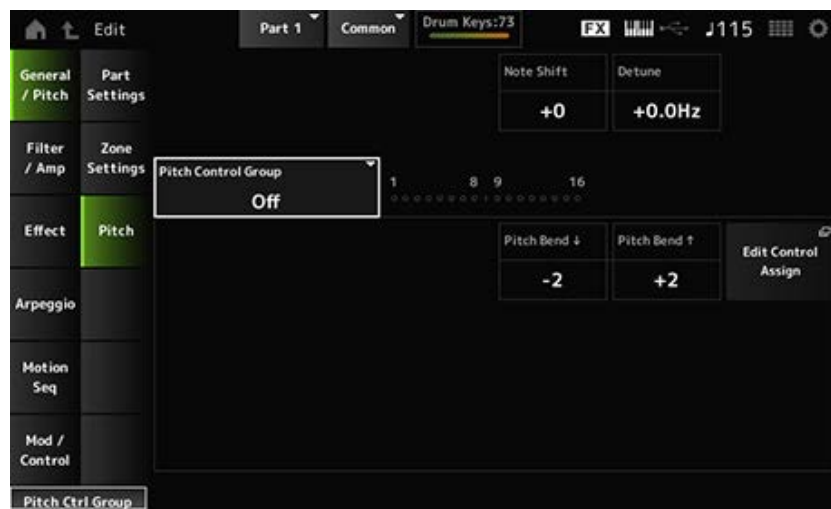 Edit
Part 1
Common
Drum Keys:73
FX
♩115
General
/ Pitch
Part
Settings
Note Shift
+0
Detune
+0.0Hz
Filter
/ Amp
Zone
Settings
Pitch Control Group
Off
1 8 9 16
Effect
Pitch
Pitch Bend ↓
-2
Pitch Bend ↑
+2
Edit Control
Assign
Arpeggio
Motion
Seq
Mod /
Control
Pitch Ctrl Group